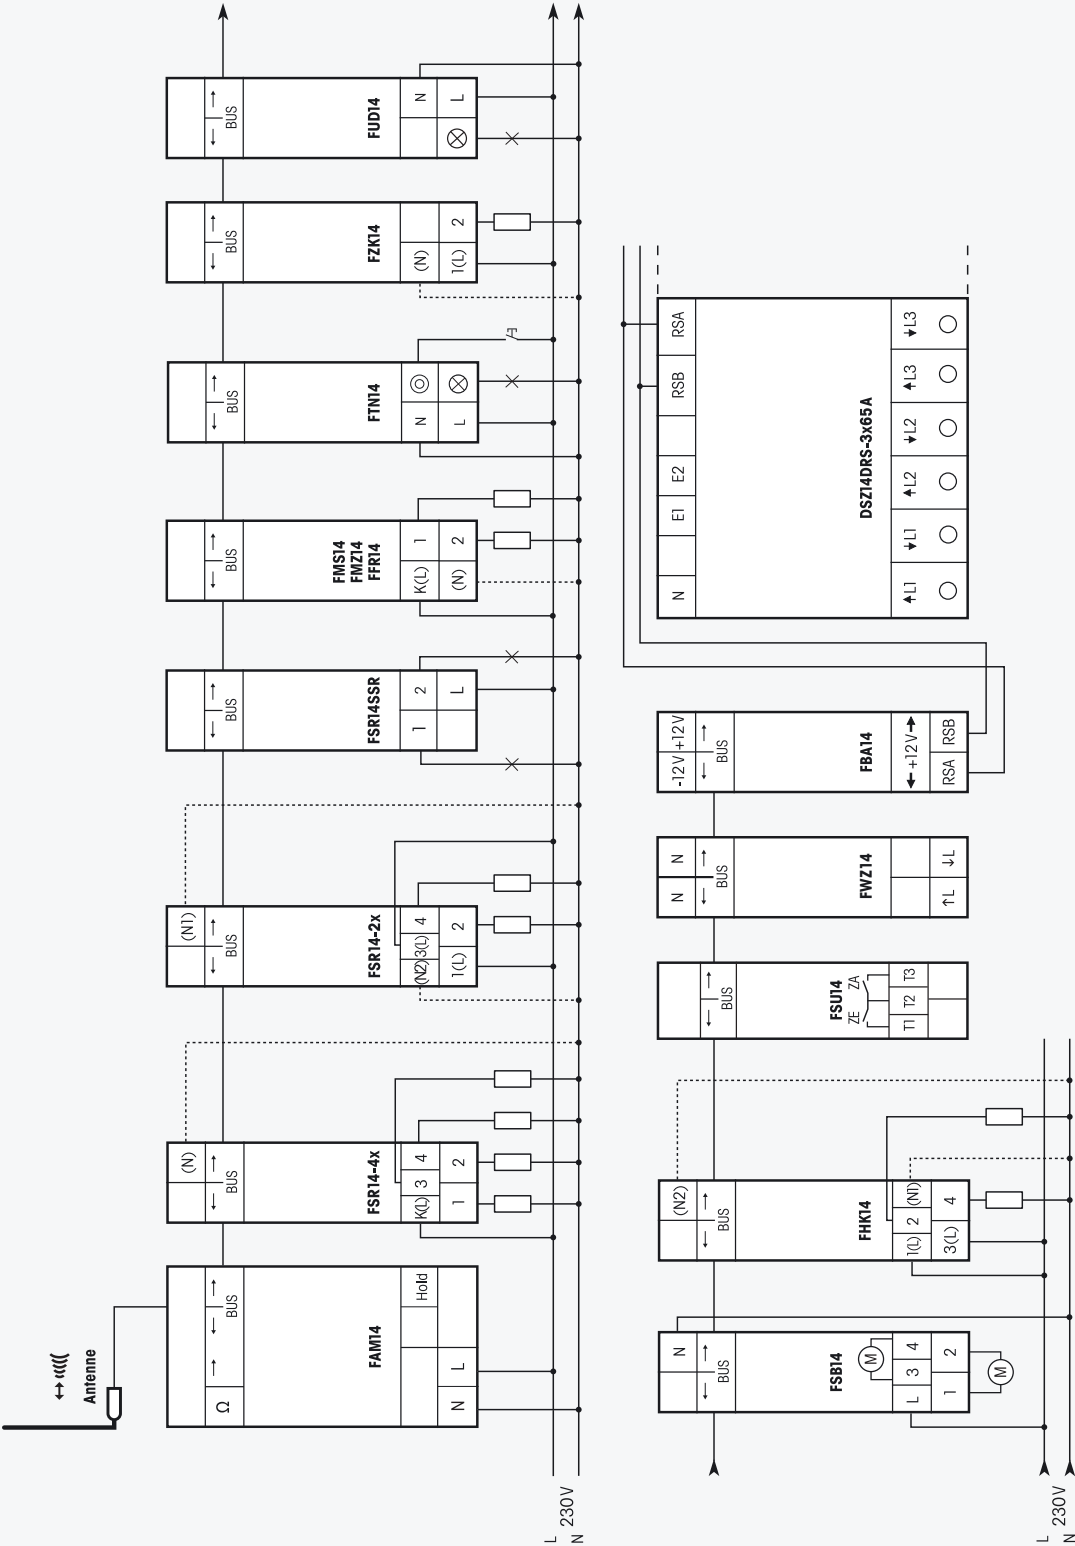 Antenne
Ω
BUS
FAM14
Hold
N L
(N)
BUS
FSR14-4x
K(L) 3 4
1 2
(N1)
BUS
FSR14-2x
(N2) 3(L) 4
1(L) 2
BUS
FSR14SSR
1 2
L
BUS
FMS14
FMZ14
FFR14
K(L) 1
(N) 2
BUS
FTN14
N
L
BUS
FZK14
(N)
1(L) 2
BUS
FUD14
N
L
L
230V
N
N
BUS
FSB14
M
L 3 4
1 2
M
(N2)
BUS
FHK14
1(L) 2 (N1)
3(L) 4
BUS
FSU14
ZE ZA
T1 T2 T3
N N
BUS
FWZ14
↑L ↓L
-12V +12V
BUS
FBA14
+12V
RSA RSB
N E1 E2 RSB RSA
DSZ14DRS-3x65A
L1 L1 L2 L2 L3 L3
L
230V
N